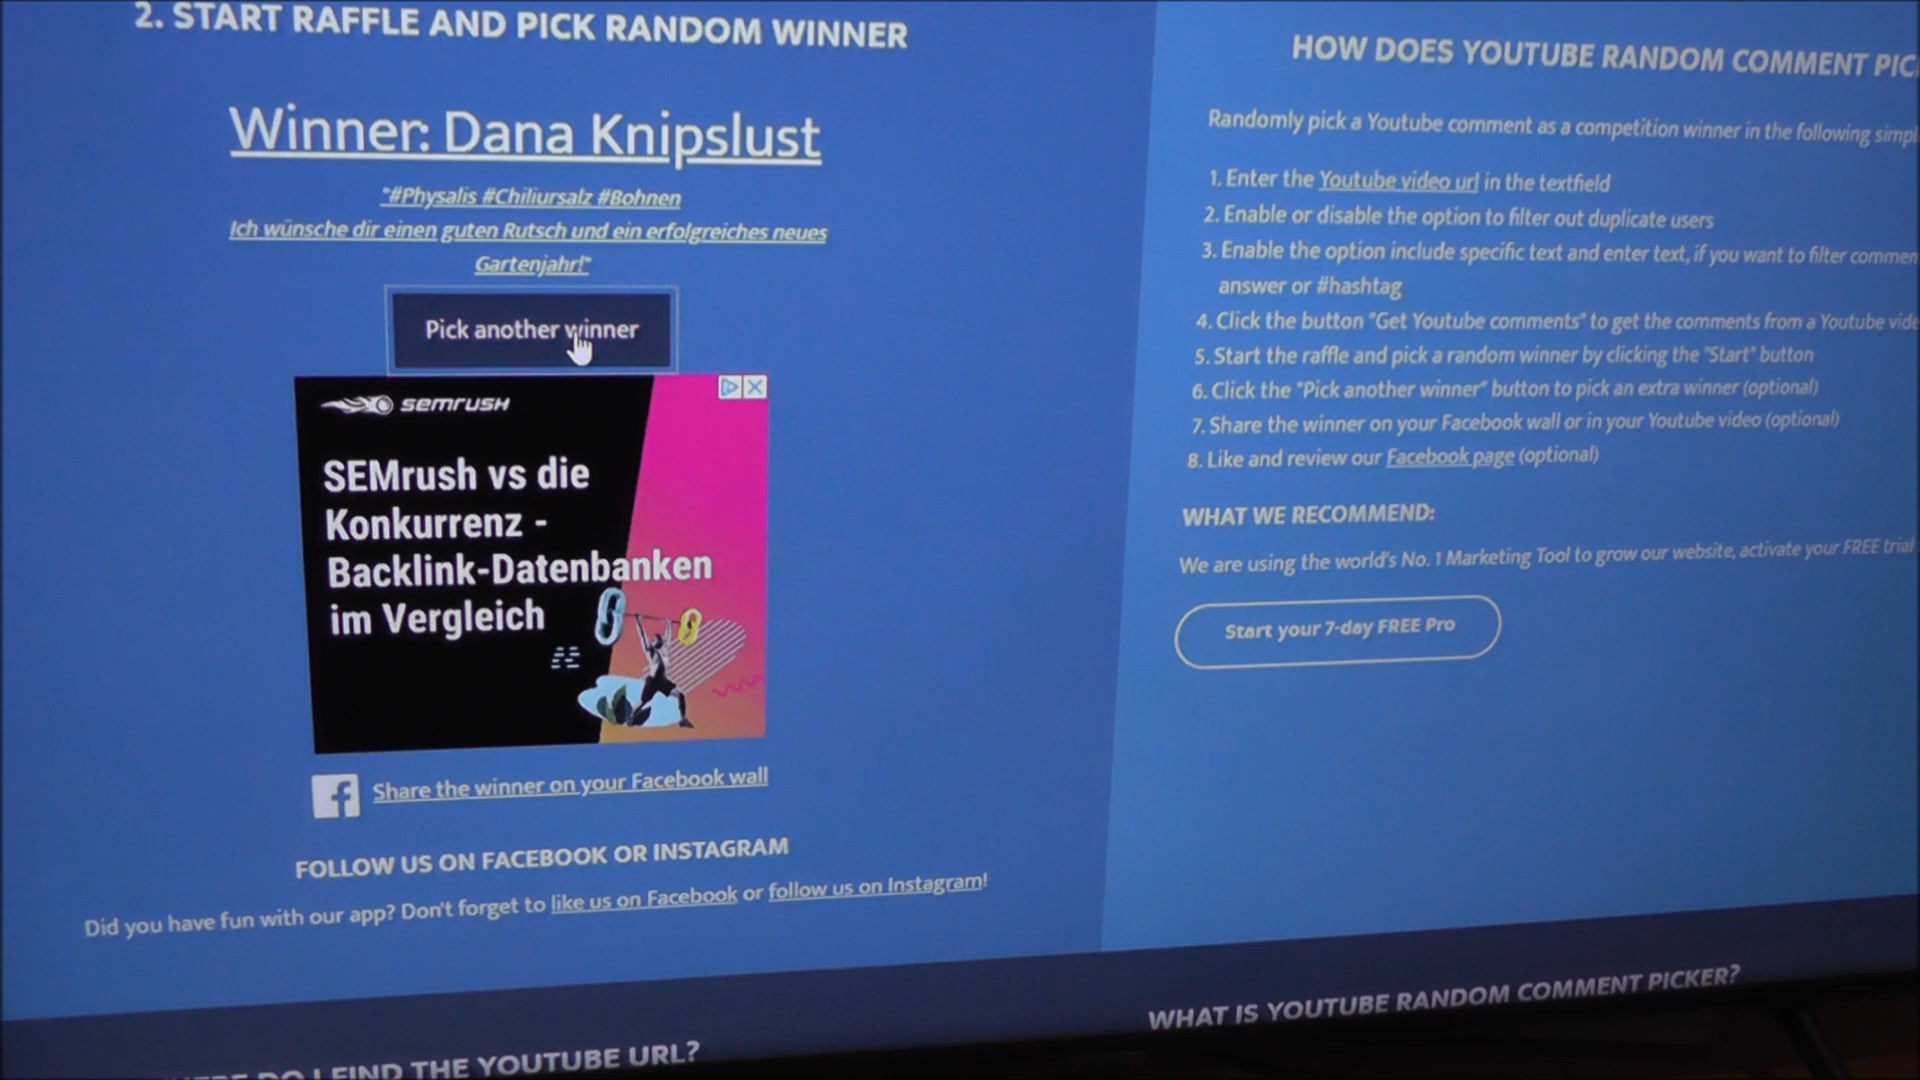 2. START RAFFLE AND PICK RANDOM WINNER
Winner: Dana Knipslust
"#Physalis #Chiliursalz #Bohnen
Ich wünsche dir einen guten Rutsch und ein erfolgreiches neues
Gartenjahr!"
Pick another winner
semrush
SEMrush vs die
Konkurrenz -
Backlink-Datenbanken
im Vergleich
Share the winner on your Facebook wall
FOLLOW US ON FACEBOOK OR INSTAGRAM
Did you have fun with our app? Don't forget to like us on Facebook or follow us on Instagram!
DO I FIND THE YOUTUBE URL?
HOW DOES YOUTUBE RANDOM COMMENT PIC
Randomly pick a Youtube comment as a competition winner in the following simpl
1. Enter the Youtube video url in the textfield
2. Enable or disable the option to filter out duplicate users
3. Enable the option include specific text and enter text, if you want to filter commen
answer or #hashtag
4. Click the button "Get Youtube comments" to get the comments from a Youtube vide
5. Start the raffle and pick a random winner by clicking the "Start" button
6. Click the "Pick another winner" button to pick an extra winner (optional)
7. Share the winner on your Facebook wall or in your Youtube video (optional)
8. Like and review our Facebook page (optional)
WHAT WE RECOMMEND:
We are using the world's No. 1 Marketing Tool to grow our website, activate your FREE trial
Start your 7-day FREE Pro
WHAT IS YOUTUBE RANDOM COMMENT PICKER?